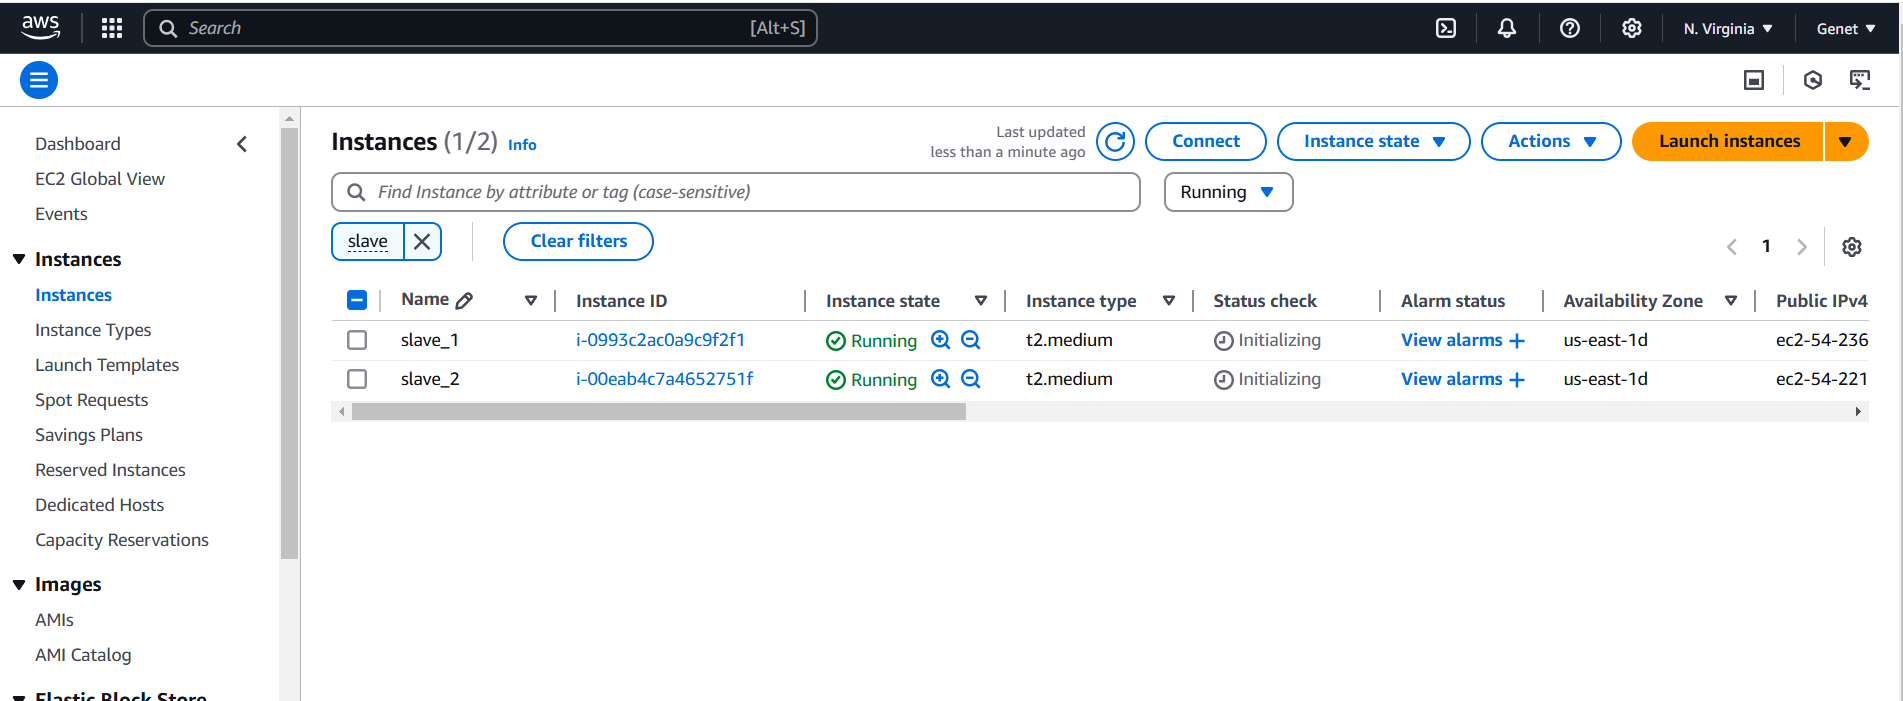 aws
Search [Alt+S]
N. Virginia
Genet
Dashboard
EC2 Global View
Events
Instances
Instances
Instance Types
Launch Templates
Spot Requests
Savings Plans
Reserved Instances
Dedicated Hosts
Capacity Reservations
Images
AMIs
AMI Catalog
Elastic Block Store
Instances (1/2) Info
Last updated
less than a minute ago
Connect
Instance state
Actions
Launch instances
Find Instance by attribute or tag (case-sensitive)
Running
slave
Clear filters
1
Name Instance ID Instance state Instance type Status check Alarm status Availability Zone Public IPv4
slave_1 i-0993c2ac0a9c9f2f1 Running t2.medium Initializing View alarms + us-east-1d ec2-54-236
slave_2 i-00eab4c7a4652751f Running t2.medium Initializing View alarms + us-east-1d ec2-54-221